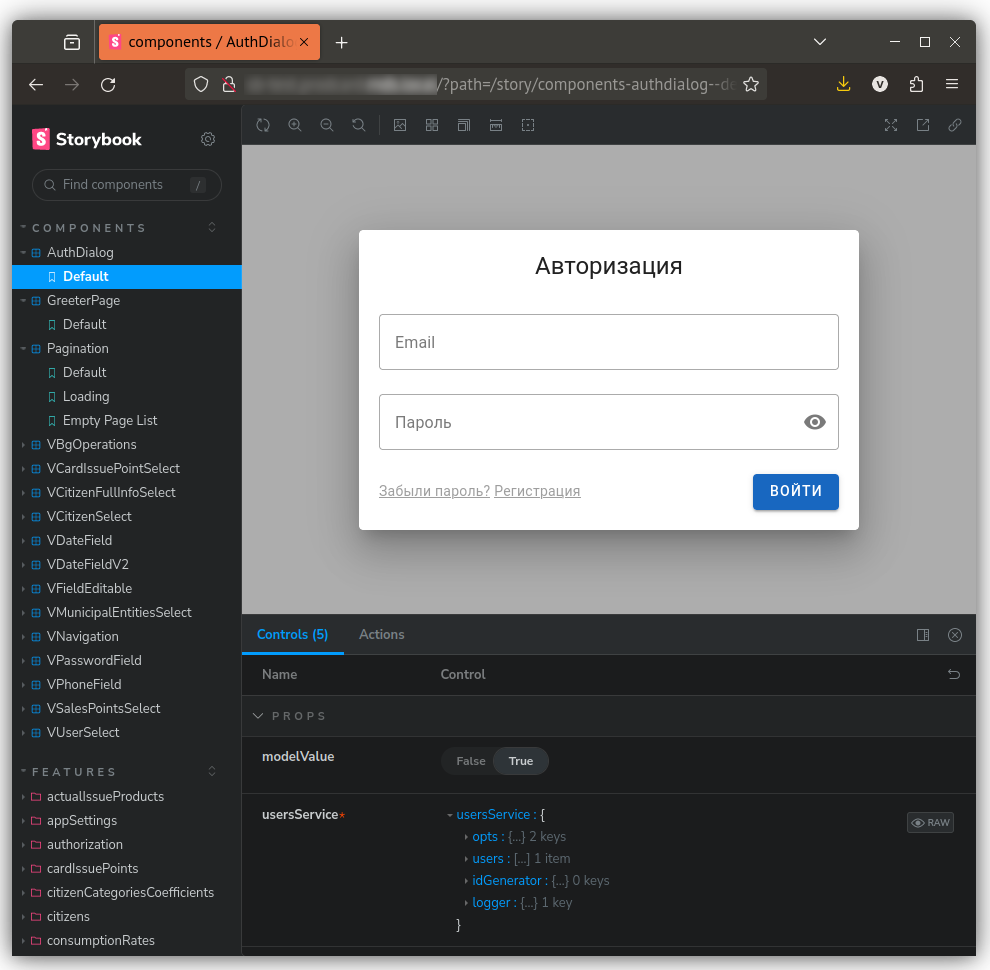 components / AuthDialo
/?path=/story/components-authdialog--de
V
Storybook
Find components /
COMPONENTS
AuthDialog
Default
GreeterPage
Default
Pagination
Default
Loading
Empty Page List
VBgOperations
VCardIssuePointSelect
VCitizenFullInfoSelect
VCitizenSelect
VDateField
VDateFieldV2
VFieldEditable
VMunicipalEntitiesSelect
VNavigation
VPasswordField
VPhoneField
VSalesPointsSelect
VUserSelect
FEATURES
actualIssueProducts
appSettings
authorization
cardIssuePoints
citizenCategoriesCoefficients
citizens
consumptionRates
Авторизация
Email
Пароль
Забыли пароль? Регистрация
ВОЙТИ
Controls (5) Actions
Name Control
PROPS
modelValue False True
usersService* usersService : {
RAW
opts : {...} 2 keys
users : [...] 1 item
idGenerator : {...} 0 keys
logger : {...} 1 key
}